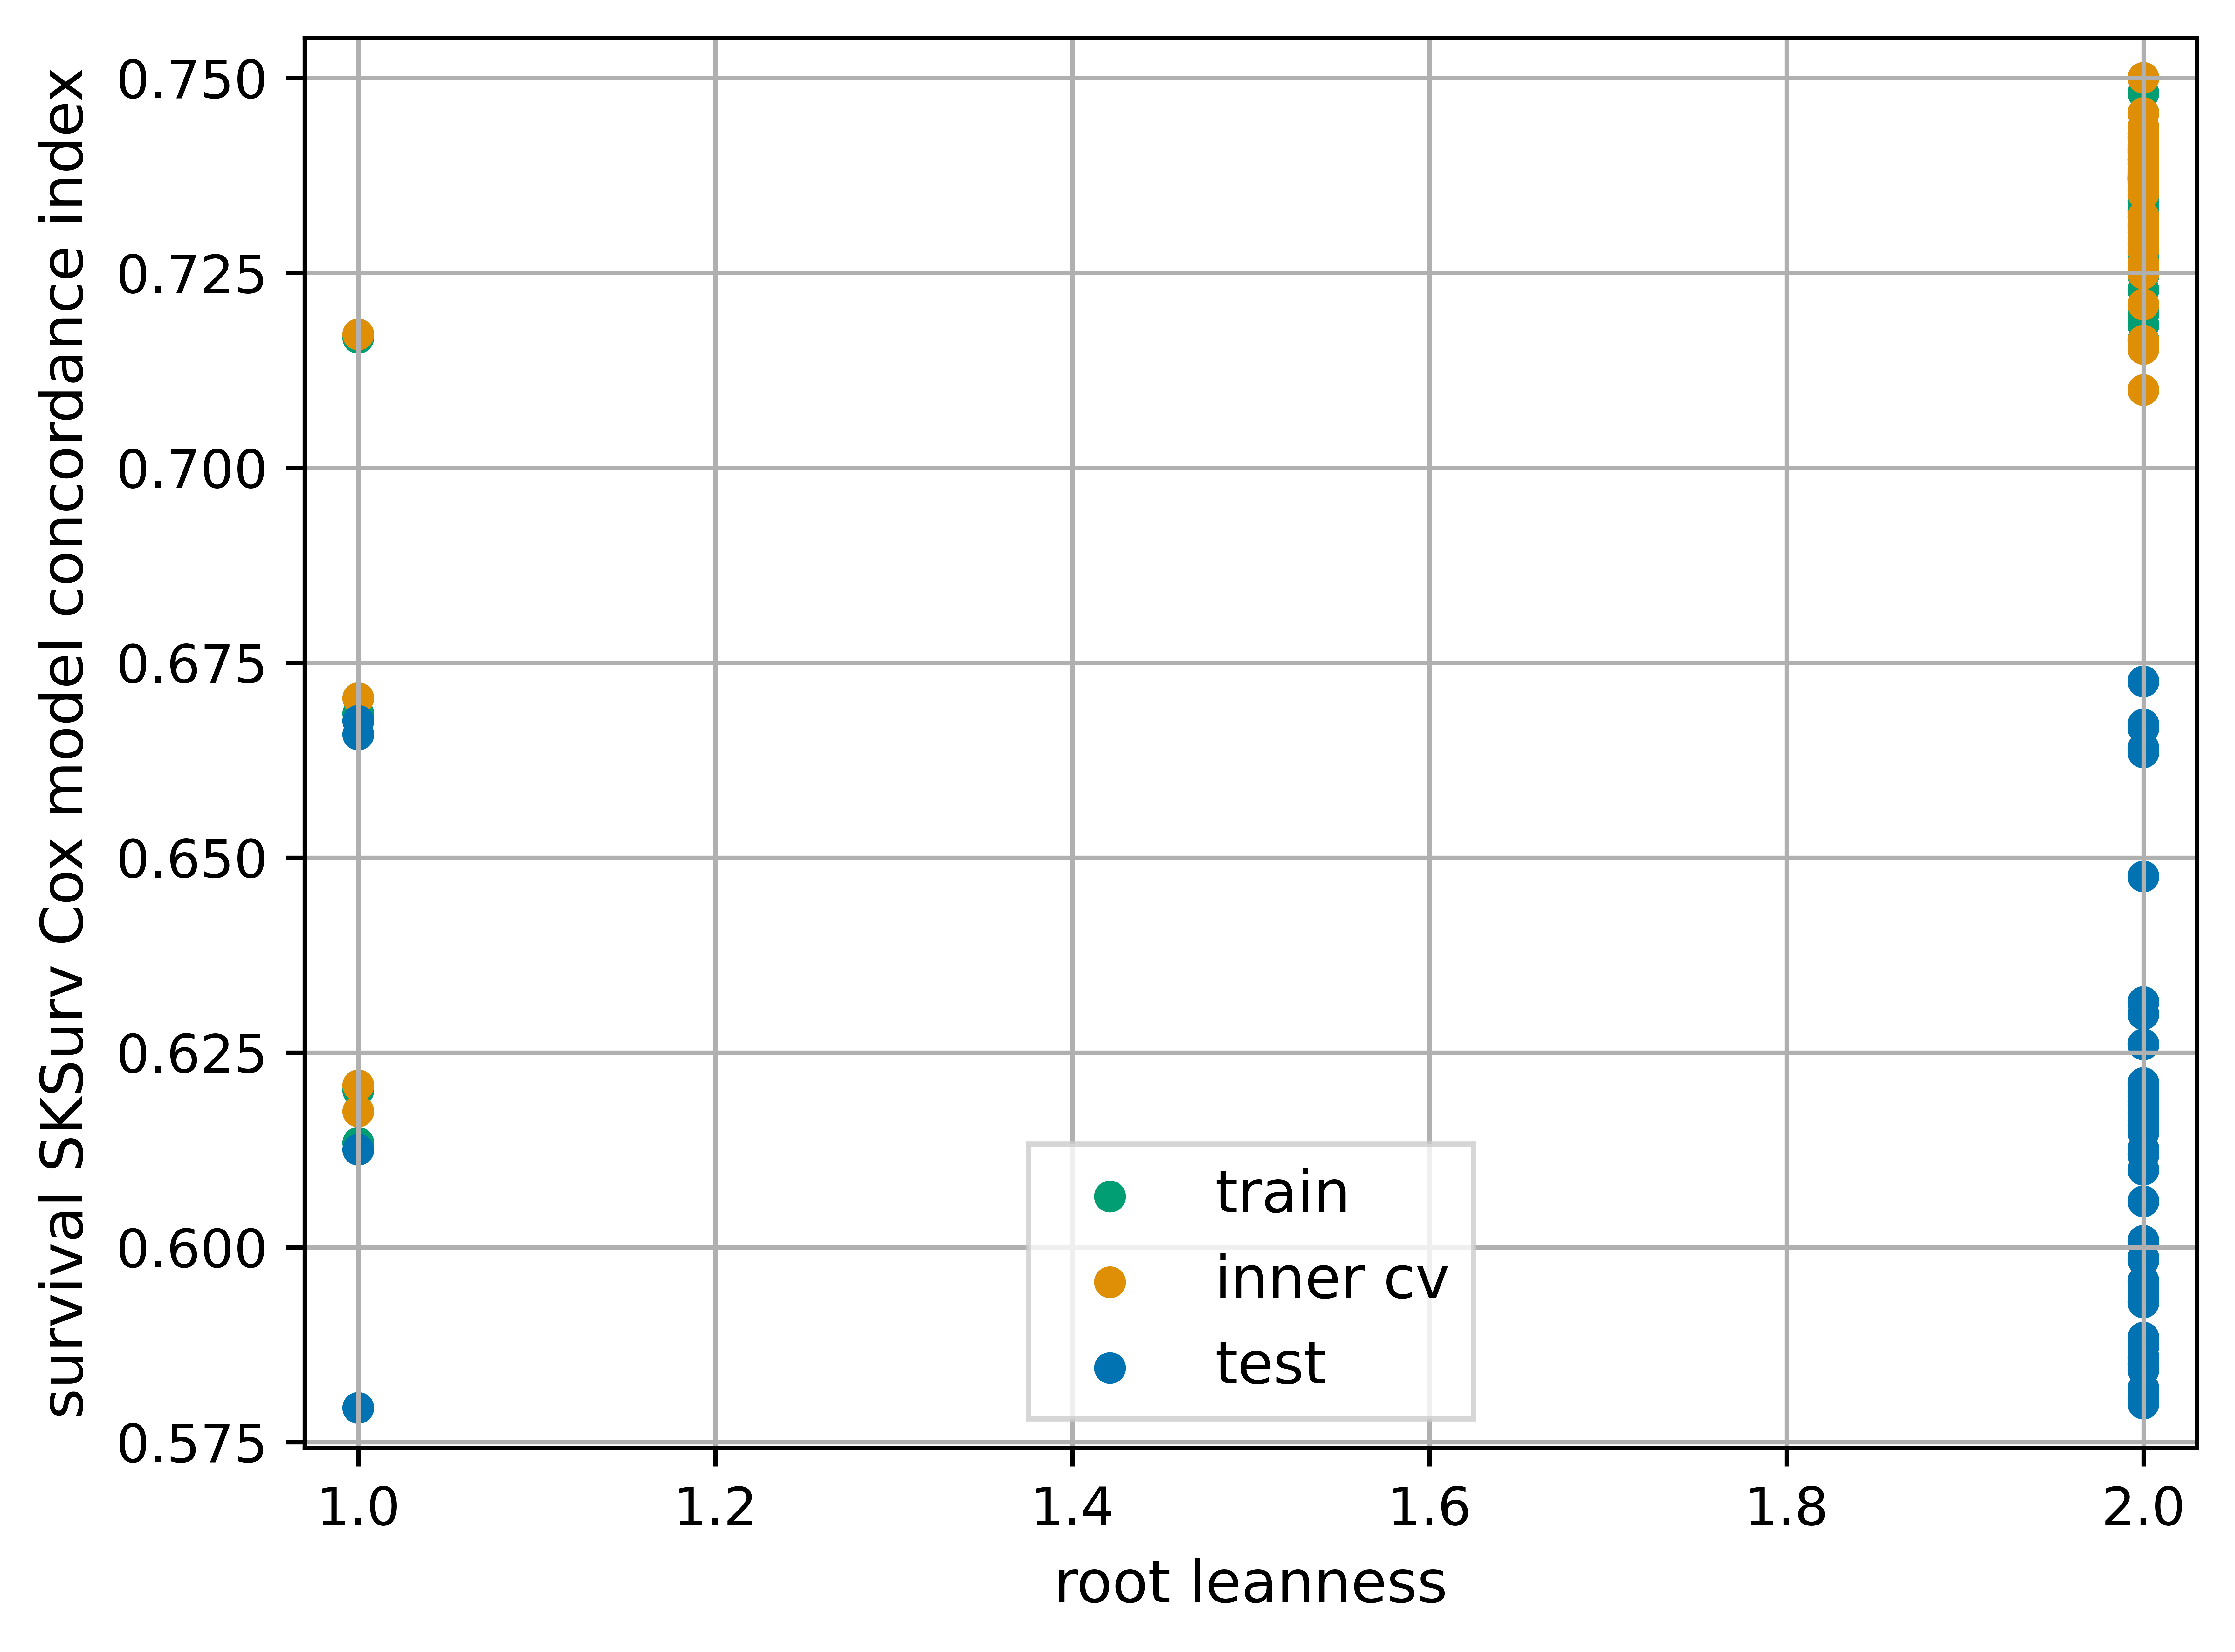 survival SKSurv Cox model concordance index
0.750
0.725
0.700
0.675
0.650
0.625
0.600
0.575
train
inner cv
test
1.0 1.2 1.4 1.6 1.8 2.0
root leanness